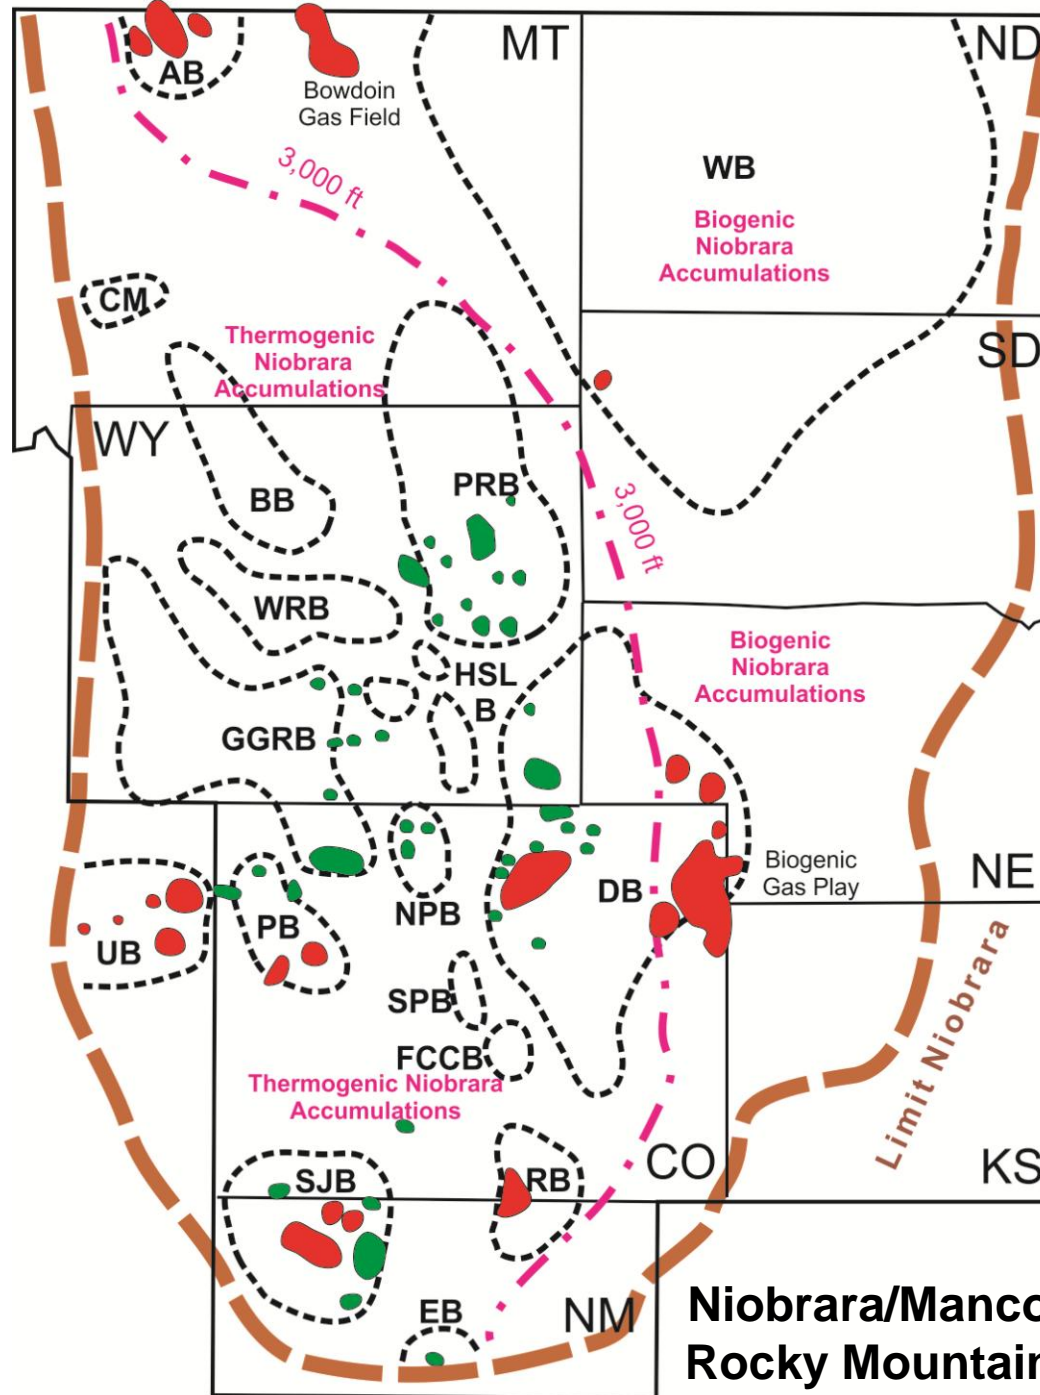 MT
ND
AB
Bowdoin
Gas Field
3,000 ft
WB
Biogenic
Niobrara
Accumulations
CM
Thermogenic
Niobrara
Accumulations
SD
WY
BB
PRB
3,000 ft
WRB
Biogenic
Niobrara
Accumulations
HSL
B
GGRB
Biogenic
Gas Play
NE
DB
NPB
PB
UB
SPB
FCCB
Thermogenic Niobrara
Accumulations
Limit Niobrara
CO
KS
SJB
RB
EB
NM
Niobrara/Manco
Rocky Mountain